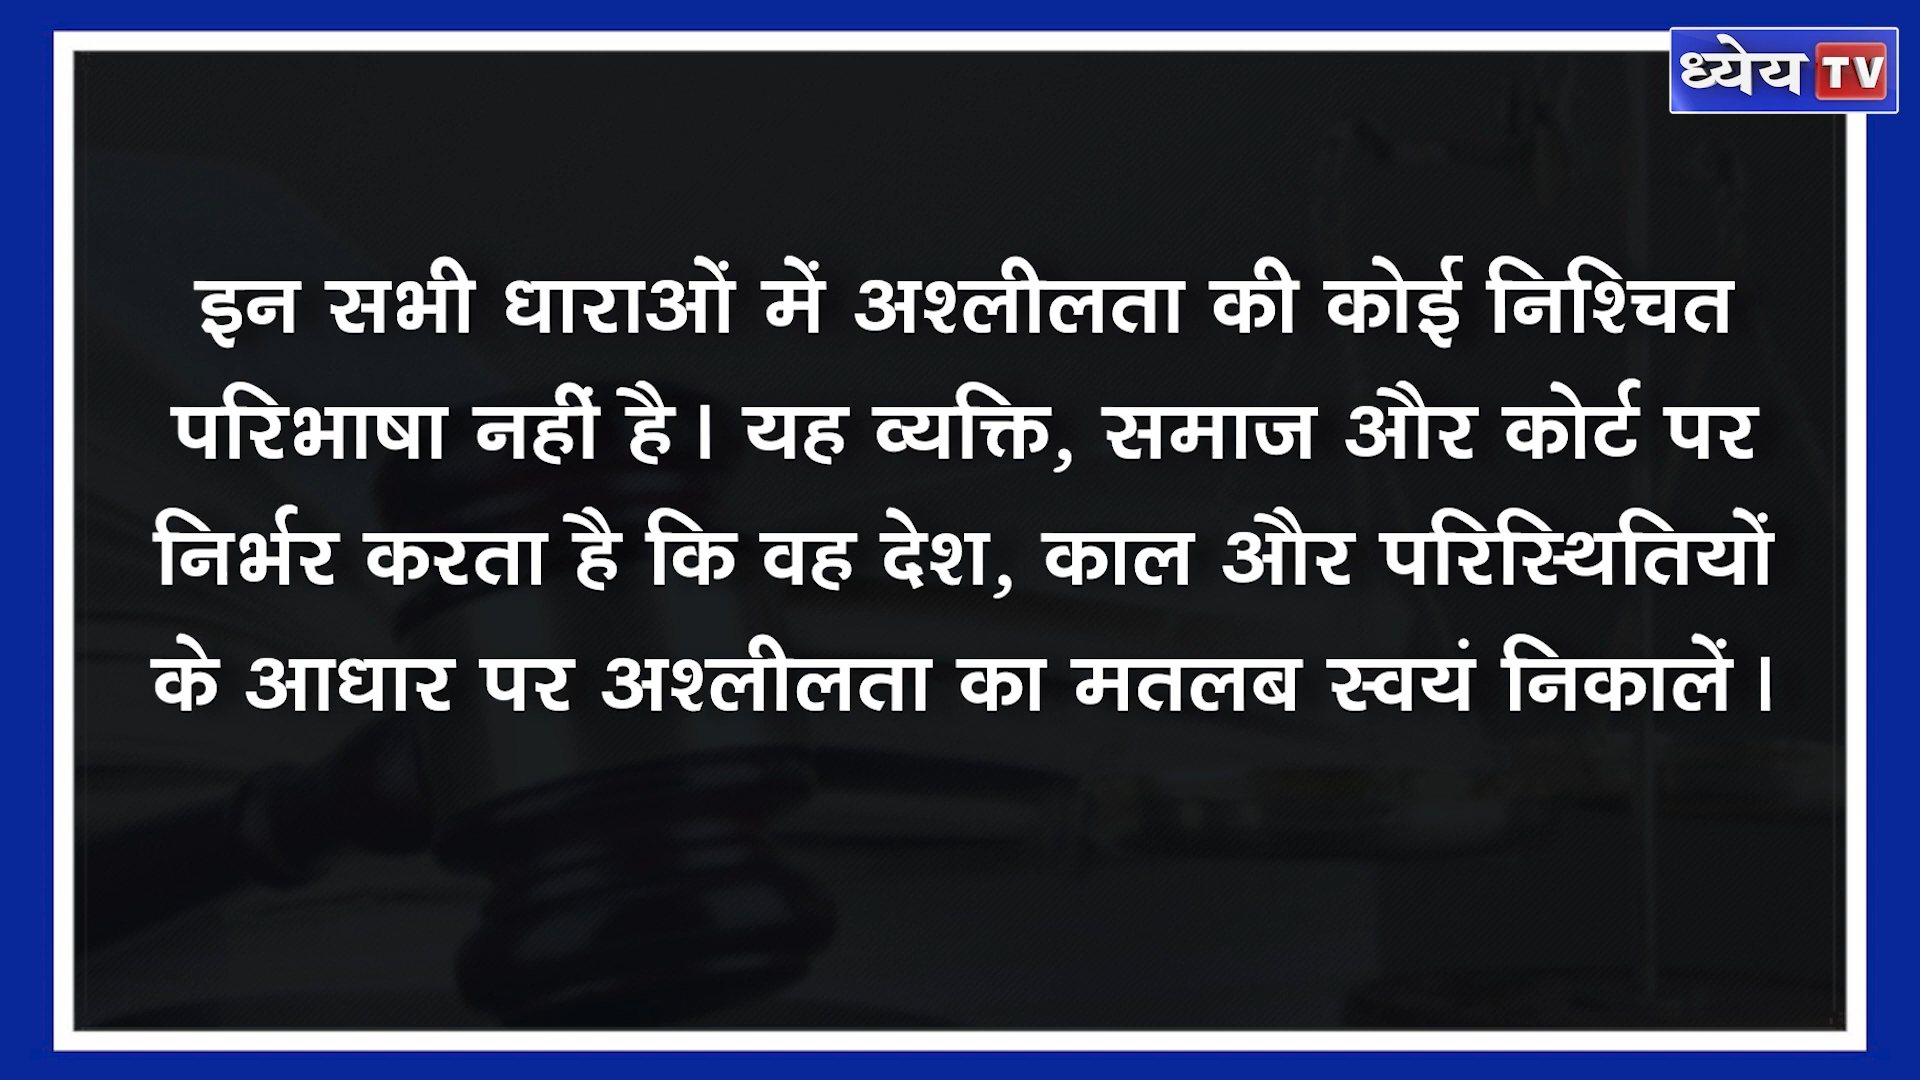 ध्येय TV
इन सभी धाराओं में अश्लीलता की कोई निश्चित
परिभाषा नहीं है। यह व्यक्ति, समाज और कोर्ट पर
निर्भर करता है कि वह देश, काल और परिस्थितियों
के आधार पर अश्लीलता का मतलब स्वयं निकालें।